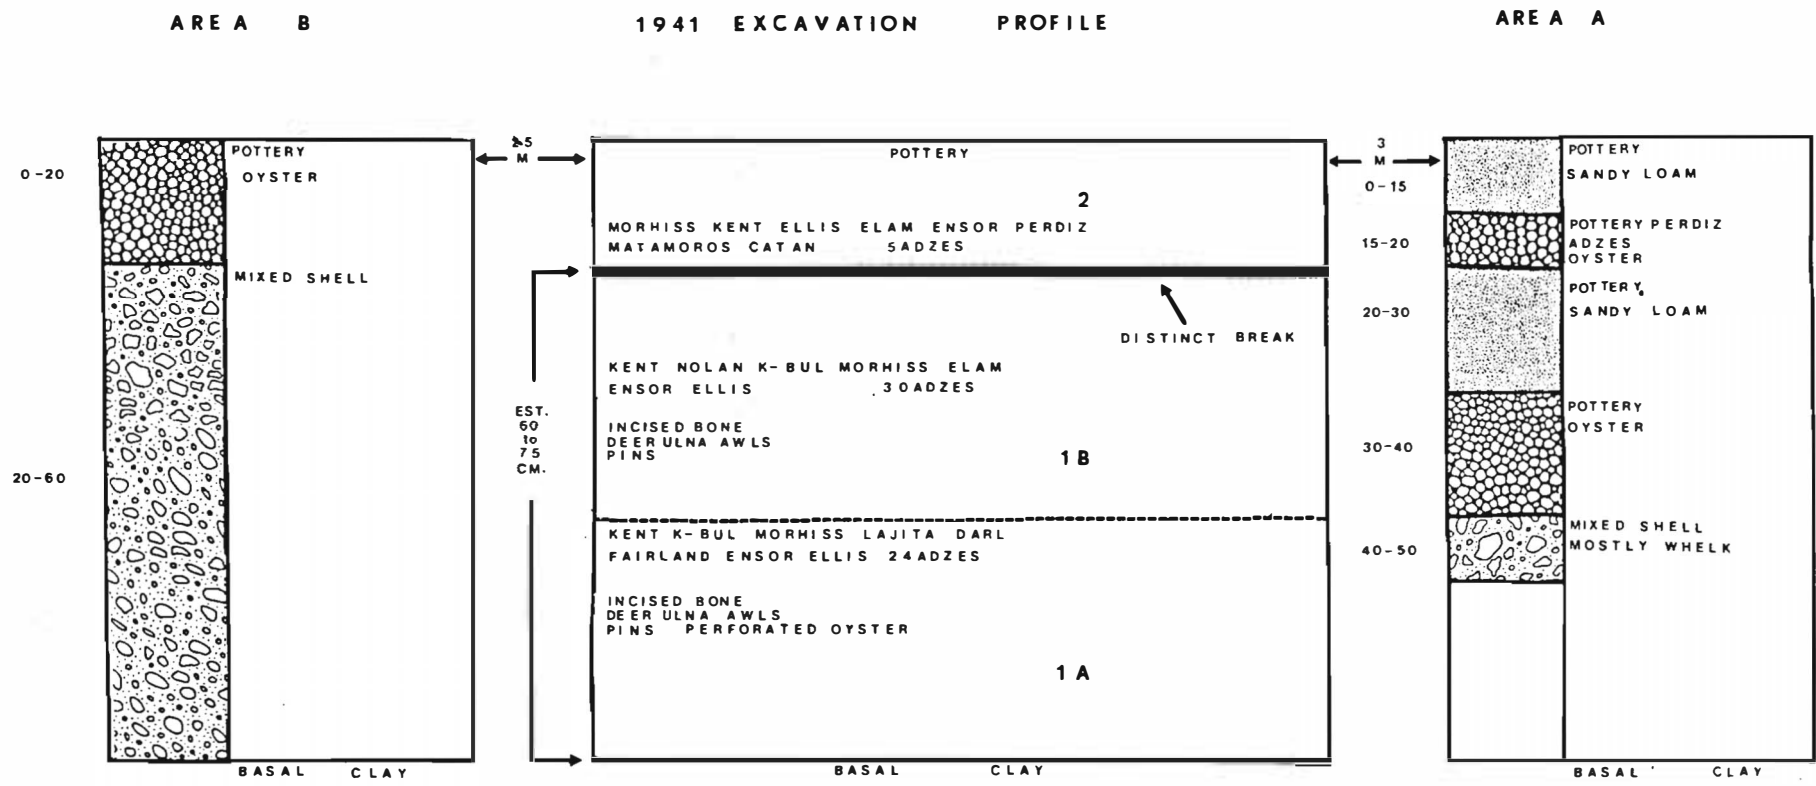 AREA B
1941 EXCAVATION PROFILE
AREA A
0-20
POTTERY
OYSTER
MIXED SHELL
20-60
BASAL CLAY
M
EST.
60
to
75
CM.
POTTERY
2
MORHISS KENT ELLIS ELAM ENSOR PERDIZ
MATAMOROS CATAN 5ADZES
DISTINCT BREAK
KENT NOLAN K-BUL MORHISS ELAM
ENSOR ELLIS 30ADZES
INCISED BONE
DEER ULNA AWLS
PINS
1B
KENT K-BUL MORHISS LAJITA DARL
FAIRLAND ENSOR ELLIS 24ADZES
INCISED BONE
DEER ULNA AWLS
PINS PERFORATED OYSTER
1A
BASAL CLAY
3
M
0-15
POTTERY
SANDY LOAM
15-20
POTTERY PERDIZ
ADZES
OYSTER
20-30
POTTERY
SANDY LOAM
30-40
POTTERY
OYSTER
40-50
MIXED SHELL
MOSTLY WHELK
BASAL CLAY